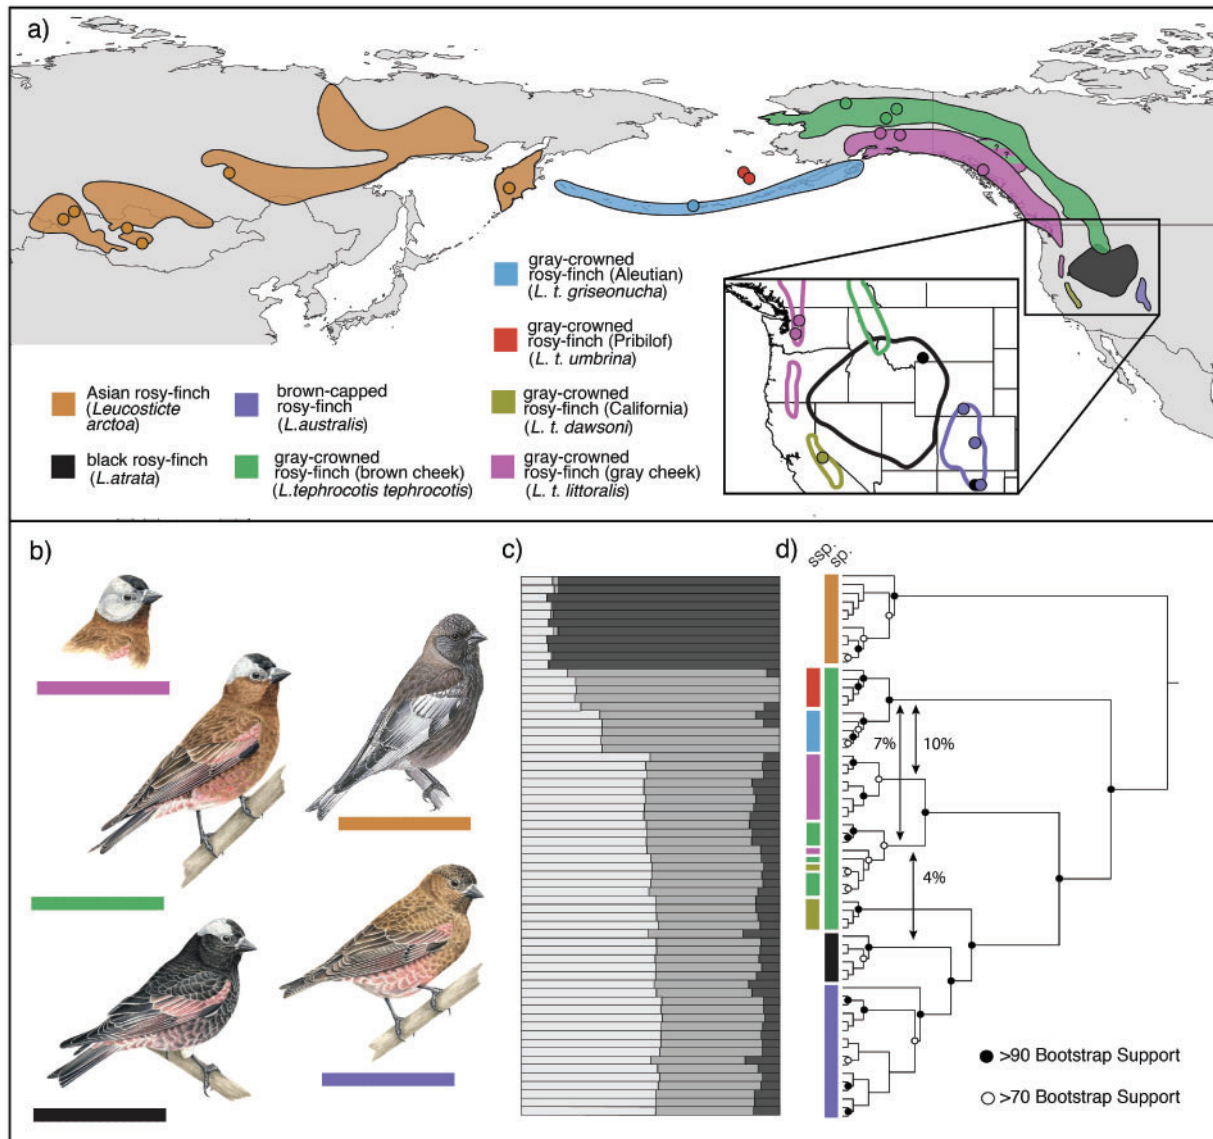 a)
? ?
gray-crowned
rosy-finch (Aleutian)
(L. t. griseonucha)
gray-crowned
rosy-finch (Pribilof)
(L. t. umbrina)
Asian rosy-finch
(Leucosticte
arctoa)
brown-capped
rosy-finch
(L.australis)
gray-crowned
rosy-finch (California)
(L. t. dawsoni)
black rosy-finch
(L.atrata)
gray-crowned
rosy-finch (brown cheek)
(L.tephrocotis tephrocotis)
gray-crowned
rosy-finch (gray cheek)
(L. t. littoralis)
b)
c)
d)
ssp.
sp.
7%
10%
4%
>90 Bootstrap Support
>70 Bootstrap Support